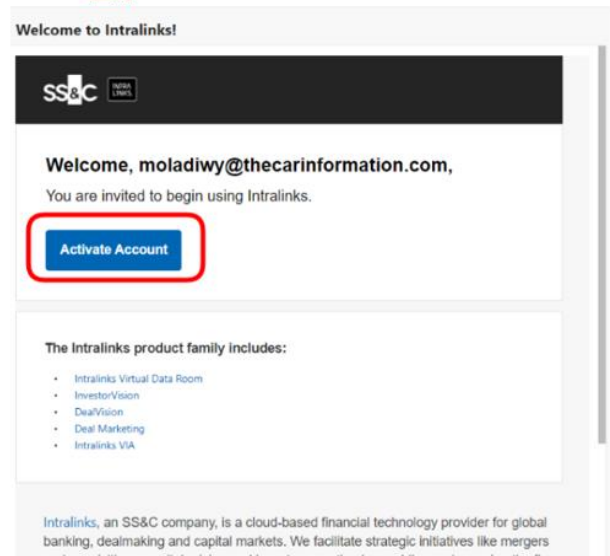 Welcome to Intralinks!
SS&C INTRA LINKS
Welcome, moladiwy@thecarinformation.com,
You are invited to begin using Intralinks.
Activate Account
The Intralinks product family includes:
• Intralinks Virtual Data Room
• InvestorVision
• DealVision
• Deal Marketing
• Intralinks VIA
Intralinks, an SS&C company, is a cloud-based financial technology provider for global
banking, dealmaking and capital markets. We facilitate strategic initiatives like mergers